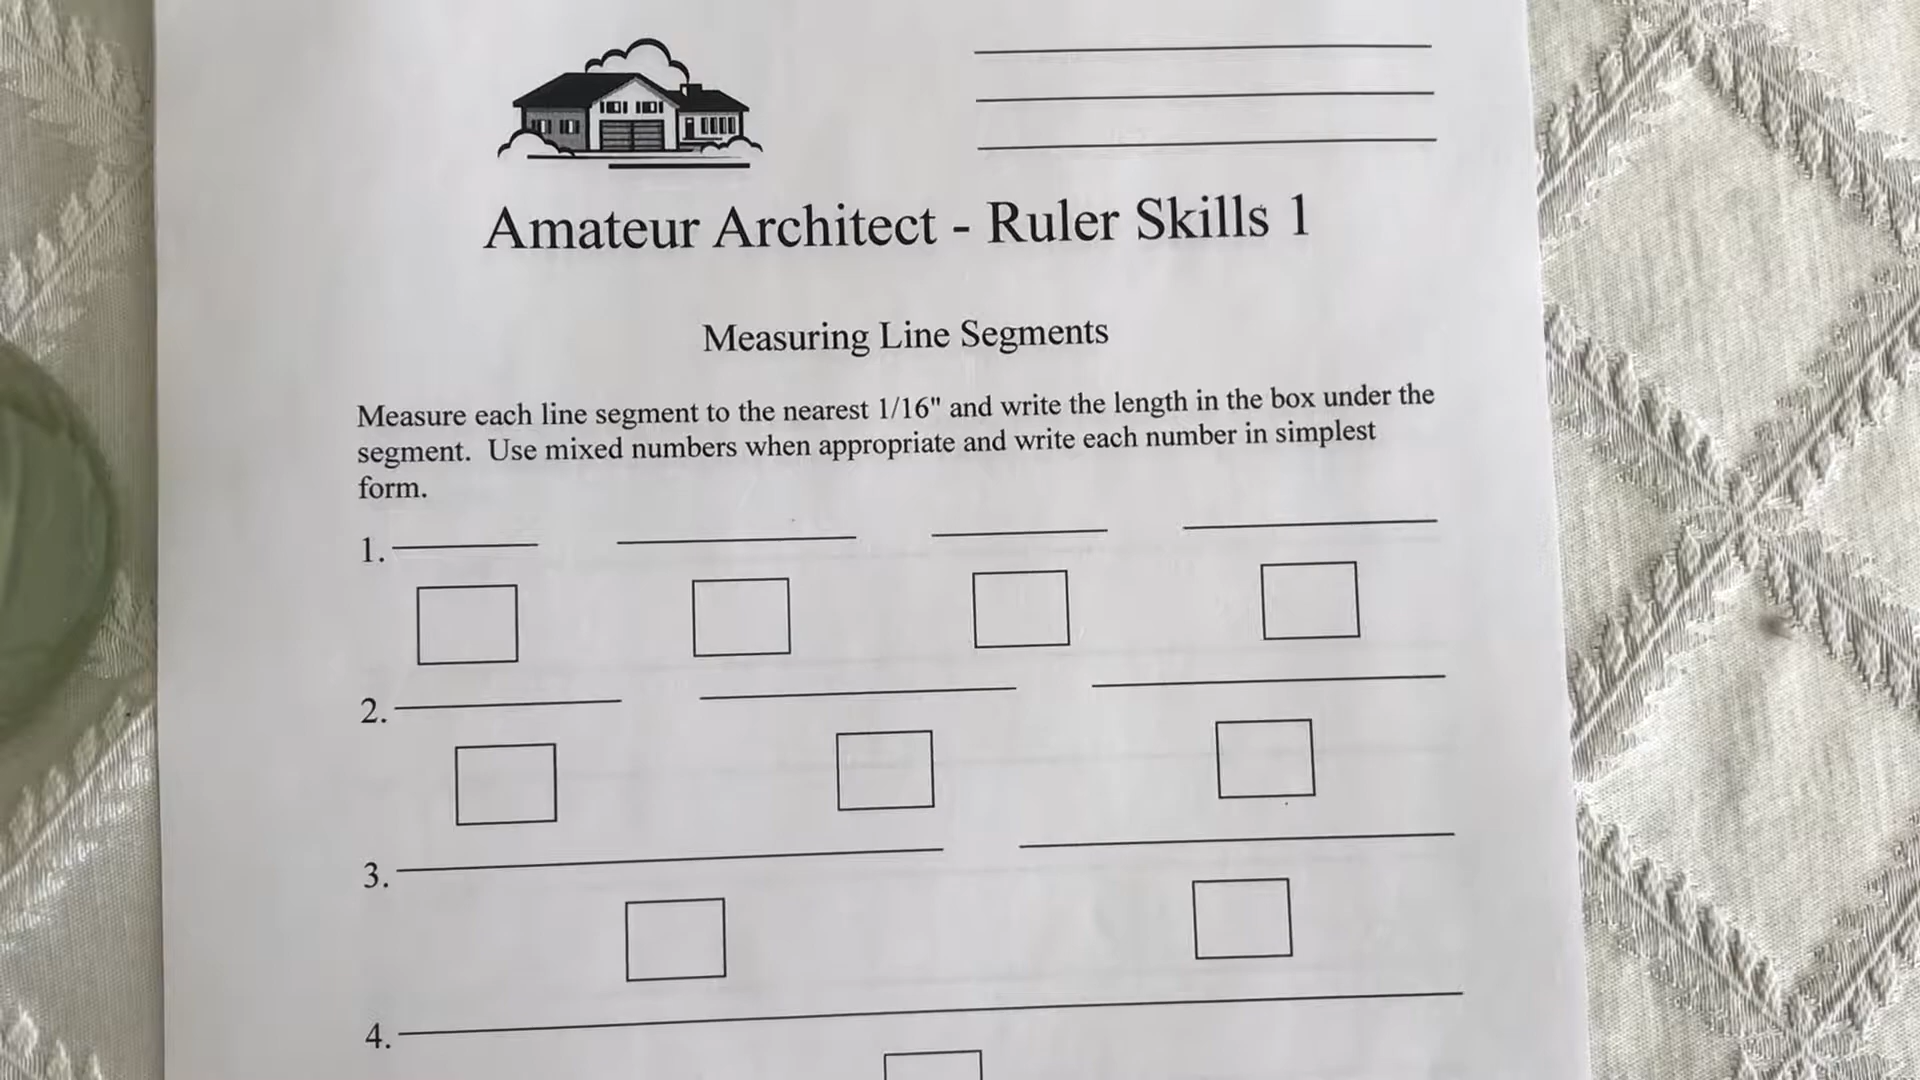 Amateur Architect - Ruler Skills 1
Measuring Line Segments
Measure each line segment to the nearest 1/16" and write the length in the box under the
segment.  Use mixed numbers when appropriate and write each number in simplest
form.
1.
2.
3.
4.